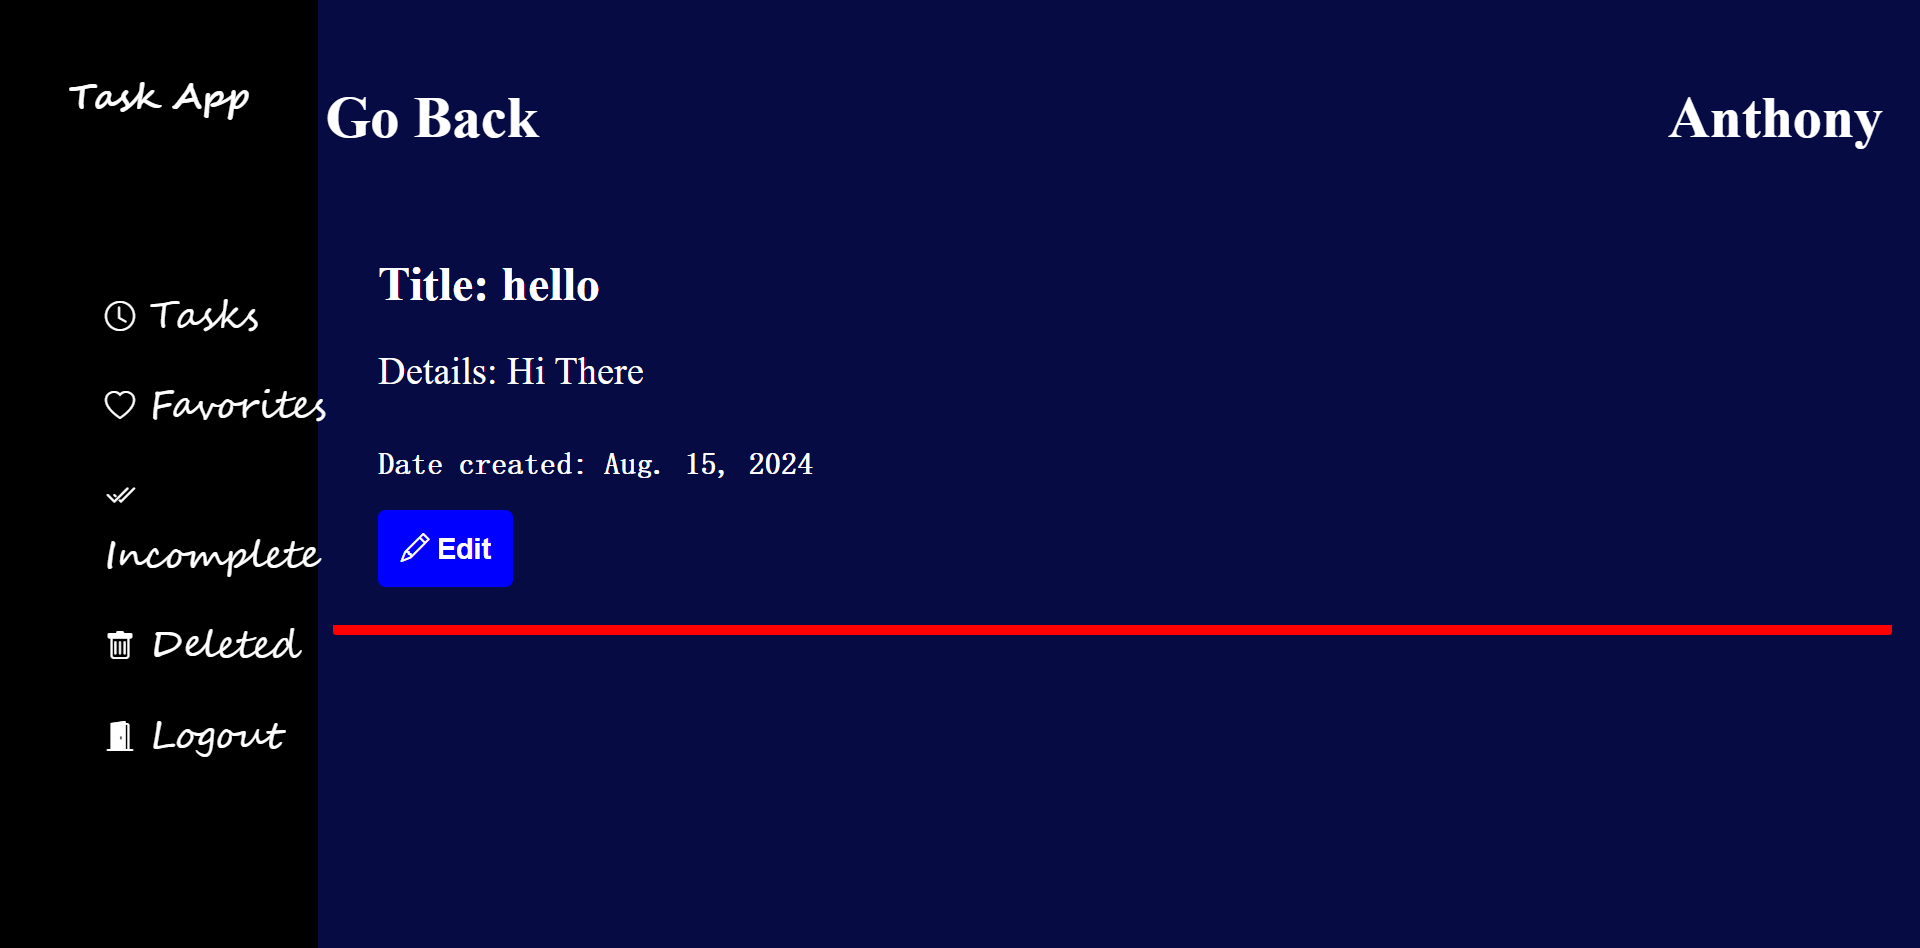 Task App
Tasks
Favorites
Incomplete
Deleted
Logout
Go Back
Anthony
Title: hello
Details: Hi There
Date created: Aug. 15, 2024
Edit